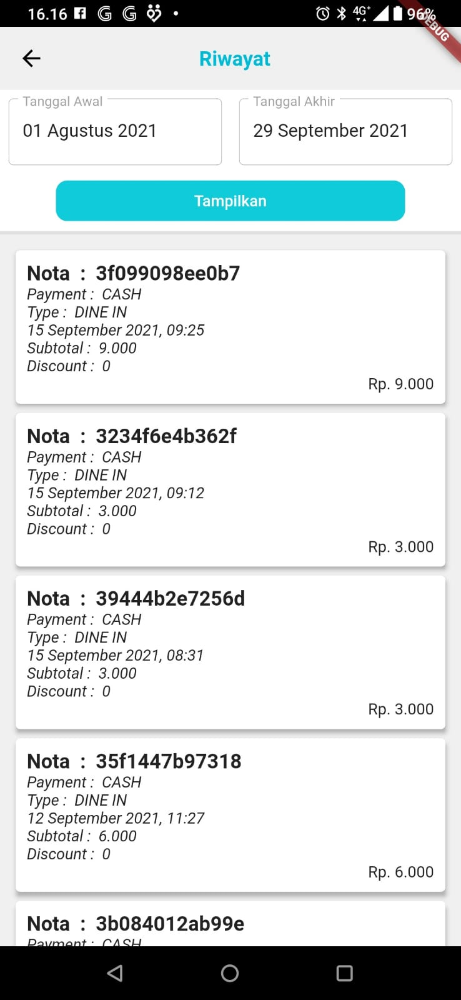 16.16 4G+ 96%
DEBUG
Riwayat
Tanggal Awal Tanggal Akhir
01 Agustus 2021 29 September 2021
Tampilkan
Nota : 3f099098ee0b7
Payment : CASH
Type : DINE IN
15 September 2021, 09:25
Subtotal : 9.000
Discount : 0
Rp. 9.000
Nota : 3234f6e4b362f
Payment : CASH
Type : DINE IN
15 September 2021, 09:12
Subtotal : 3.000
Discount : 0
Rp. 3.000
Nota : 39444b2e7256d
Payment : CASH
Type : DINE IN
15 September 2021, 08:31
Subtotal : 3.000
Discount : 0
Rp. 3.000
Nota : 35f1447b97318
Payment : CASH
Type : DINE IN
12 September 2021, 11:27
Subtotal : 6.000
Discount : 0
Rp. 6.000
Nota : 3b084012ab99e
Payment : CASH